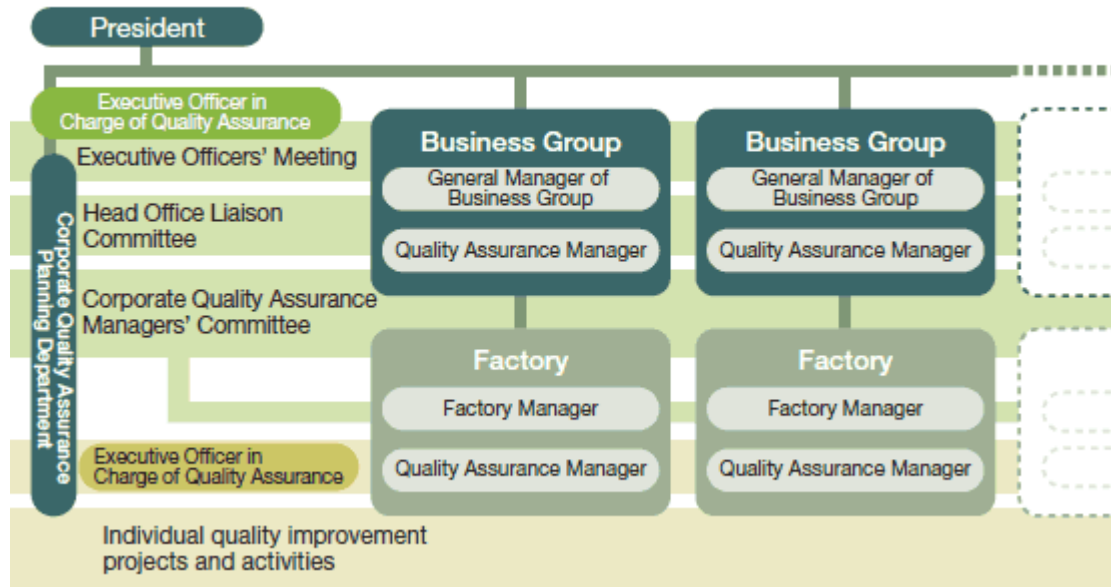 President
Executive Officer in
Charge of Quality Assurance
Executive Officers' Meeting
Head Office Liaison
Committee
Corporate Quality Assurance
Managers' Committee
Corporate Quality Assurance
Planning Department
Executive Officer in
Charge of Quality Assurance
Individual quality improvement
projects and activities
Business Group
General Manager of
Business Group
Quality Assurance Manager
Factory
Factory Manager
Quality Assurance Manager
Business Group
General Manager of
Business Group
Quality Assurance Manager
Factory
Factory Manager
Quality Assurance Manager